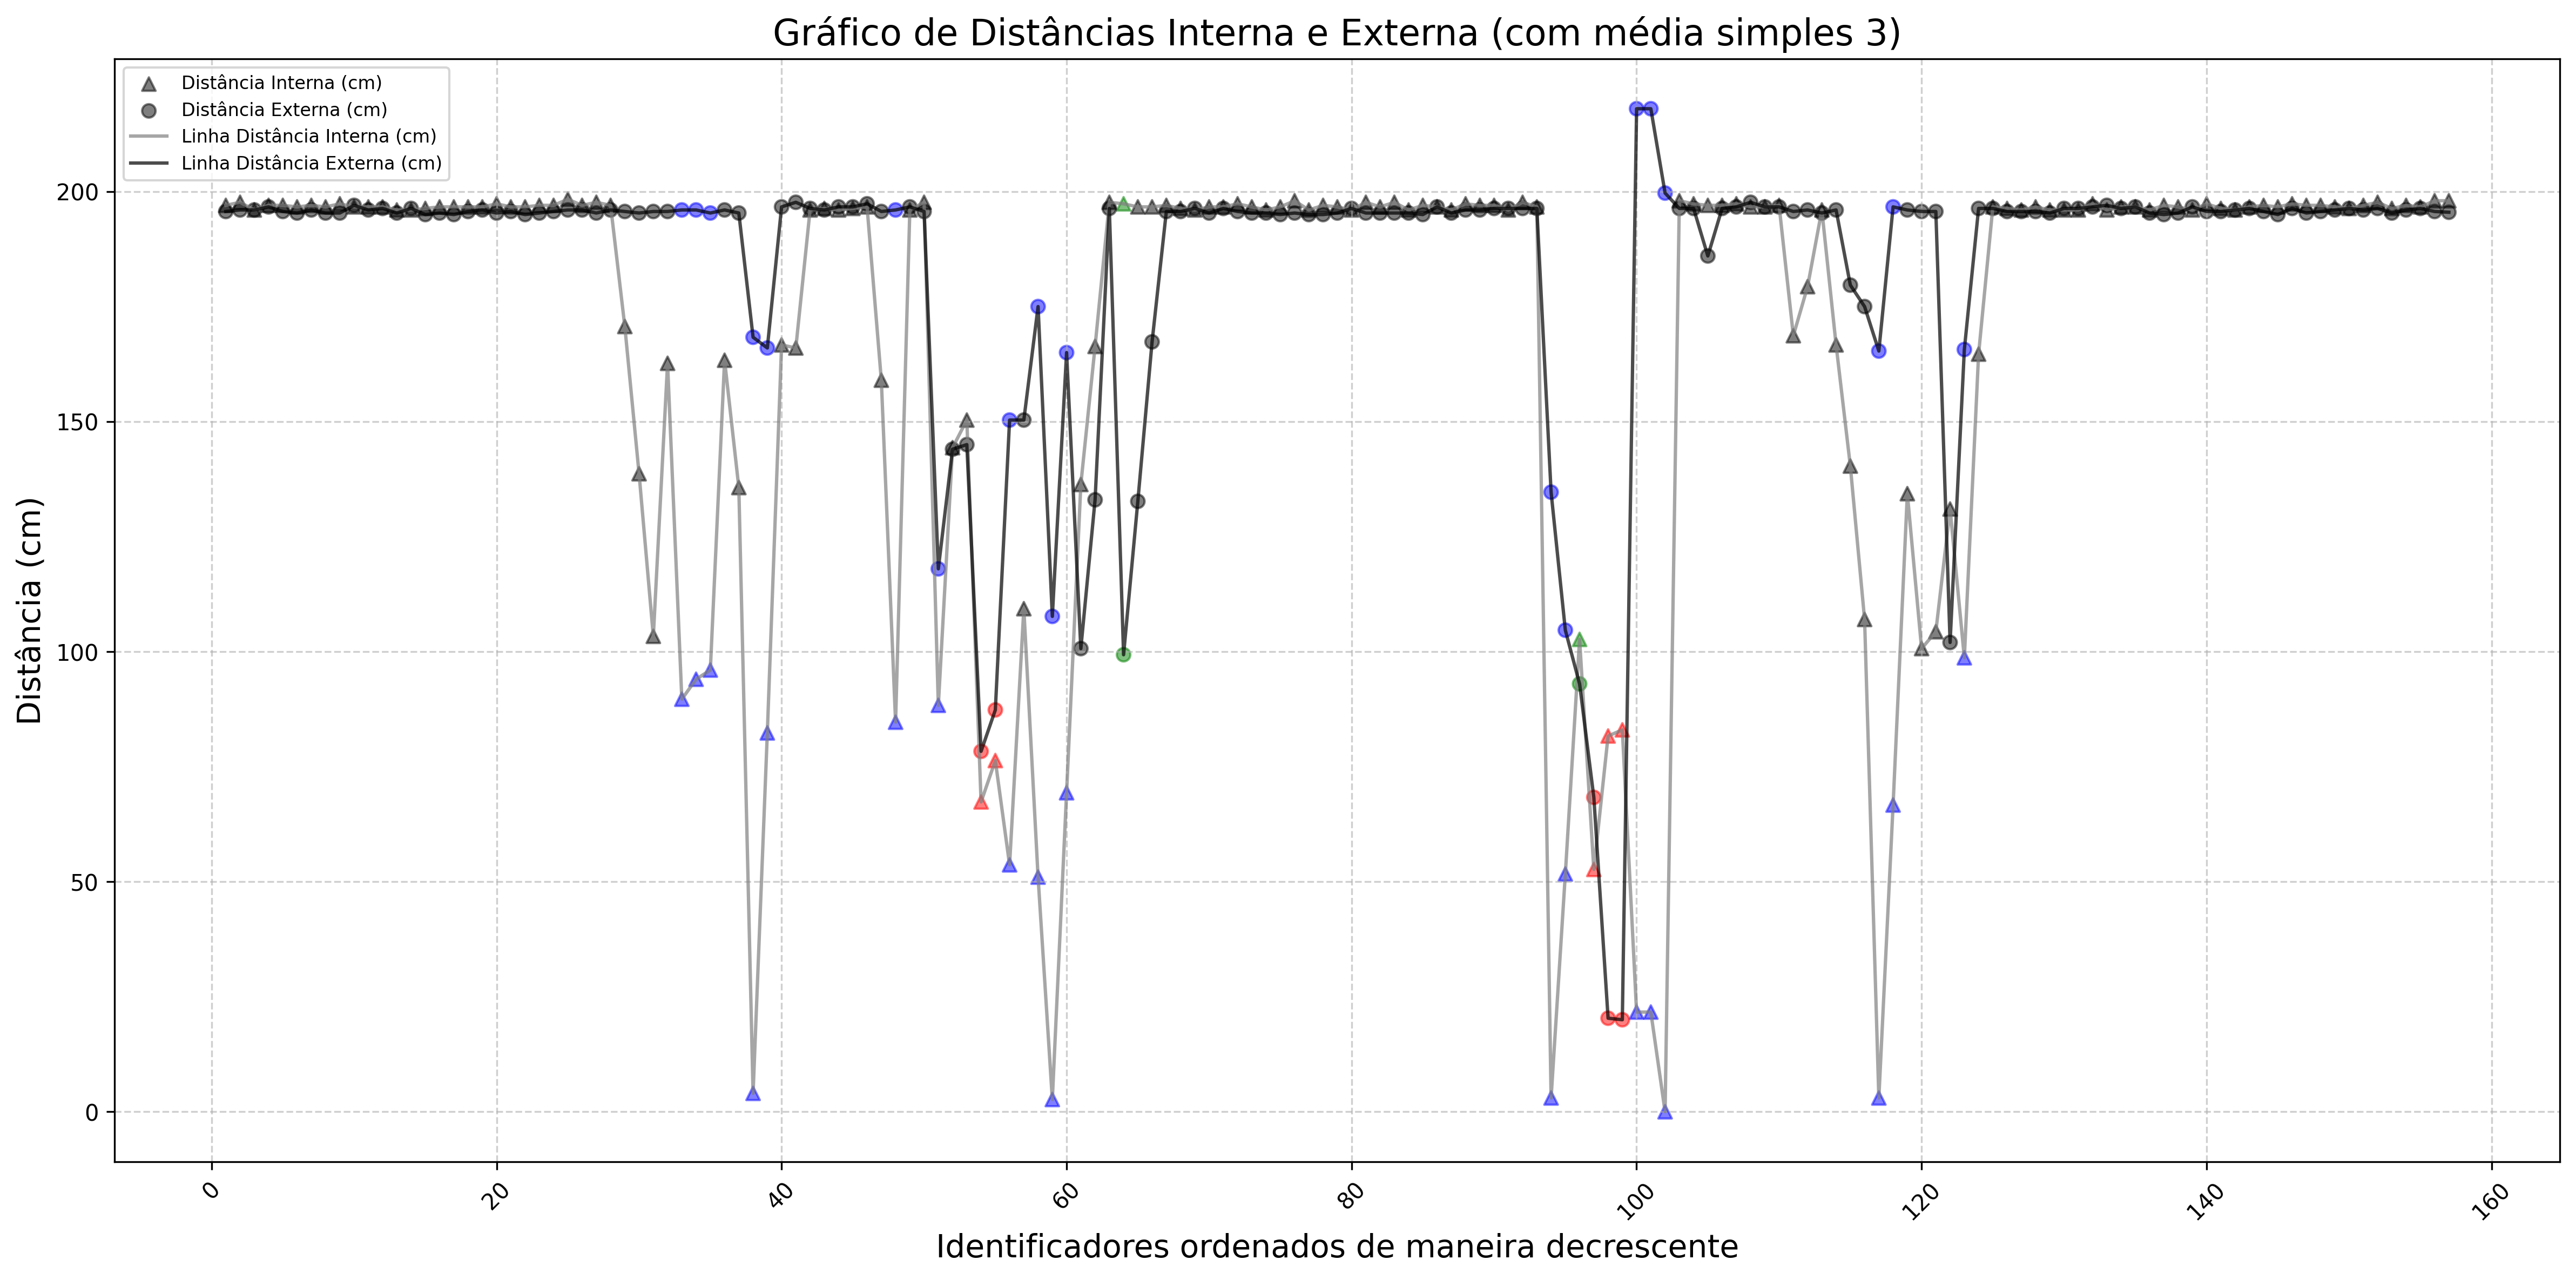 Gráfico de Distâncias Interna e Externa (com média simples 3)
Distância Interna (cm)
Distância Externa (cm)
Linha Distância Interna (cm)
Linha Distância Externa (cm)
Distância (cm)
200
150
100
50
0
0 20 40 60 80 100 120 140 160
Identificadores ordenados de maneira decrescente